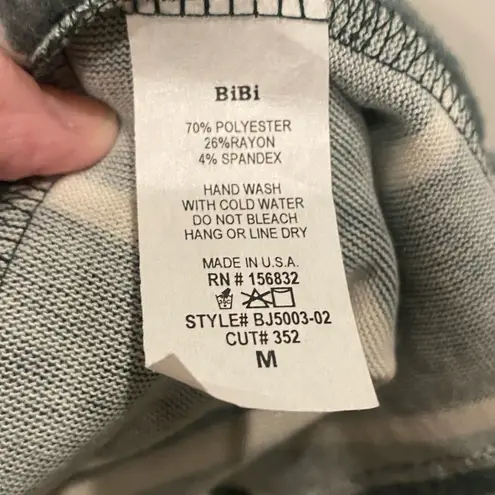 BiBi
70% POLYESTER
26%RAYON
4% SPANDEX
HAND WASH
WITH COLD WATER
DO NOT BLEACH
HANG OR LINE DRY
MADE IN U.S.A.
RN # 156832
STYLE# BJ5003-02
CUT# 352
M